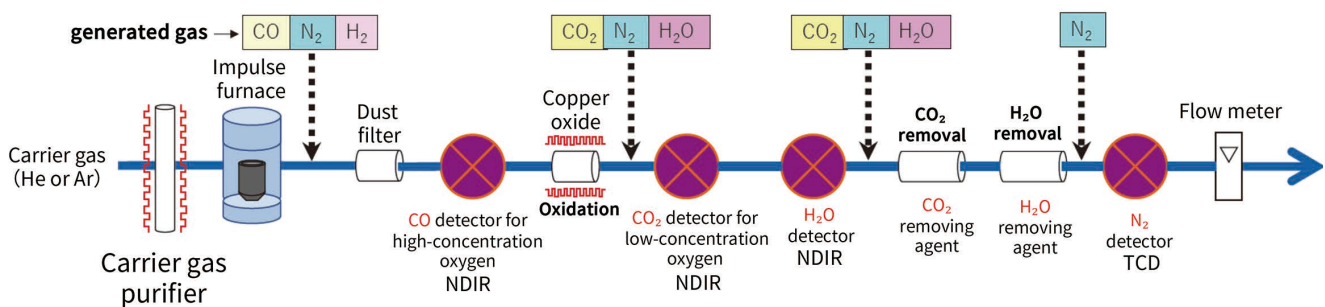 generated gas
CO N₂ H₂
CO₂ N₂ H₂O
CO₂ N₂ H₂O
N₂
Impulse
furnace
Dust
filter
Copper
oxide
CO₂
removal
H₂O
removal
Flow meter
Carrier gas
(He or Ar)
Oxidation
Carrier gas
purifier
CO detector for
high-concentration
oxygen
NDIR
CO₂ detector for
low-concentration
oxygen
NDIR
H₂O
detector
NDIR
CO₂
removing
agent
H₂O
removing
agent
N₂
detector
TCD